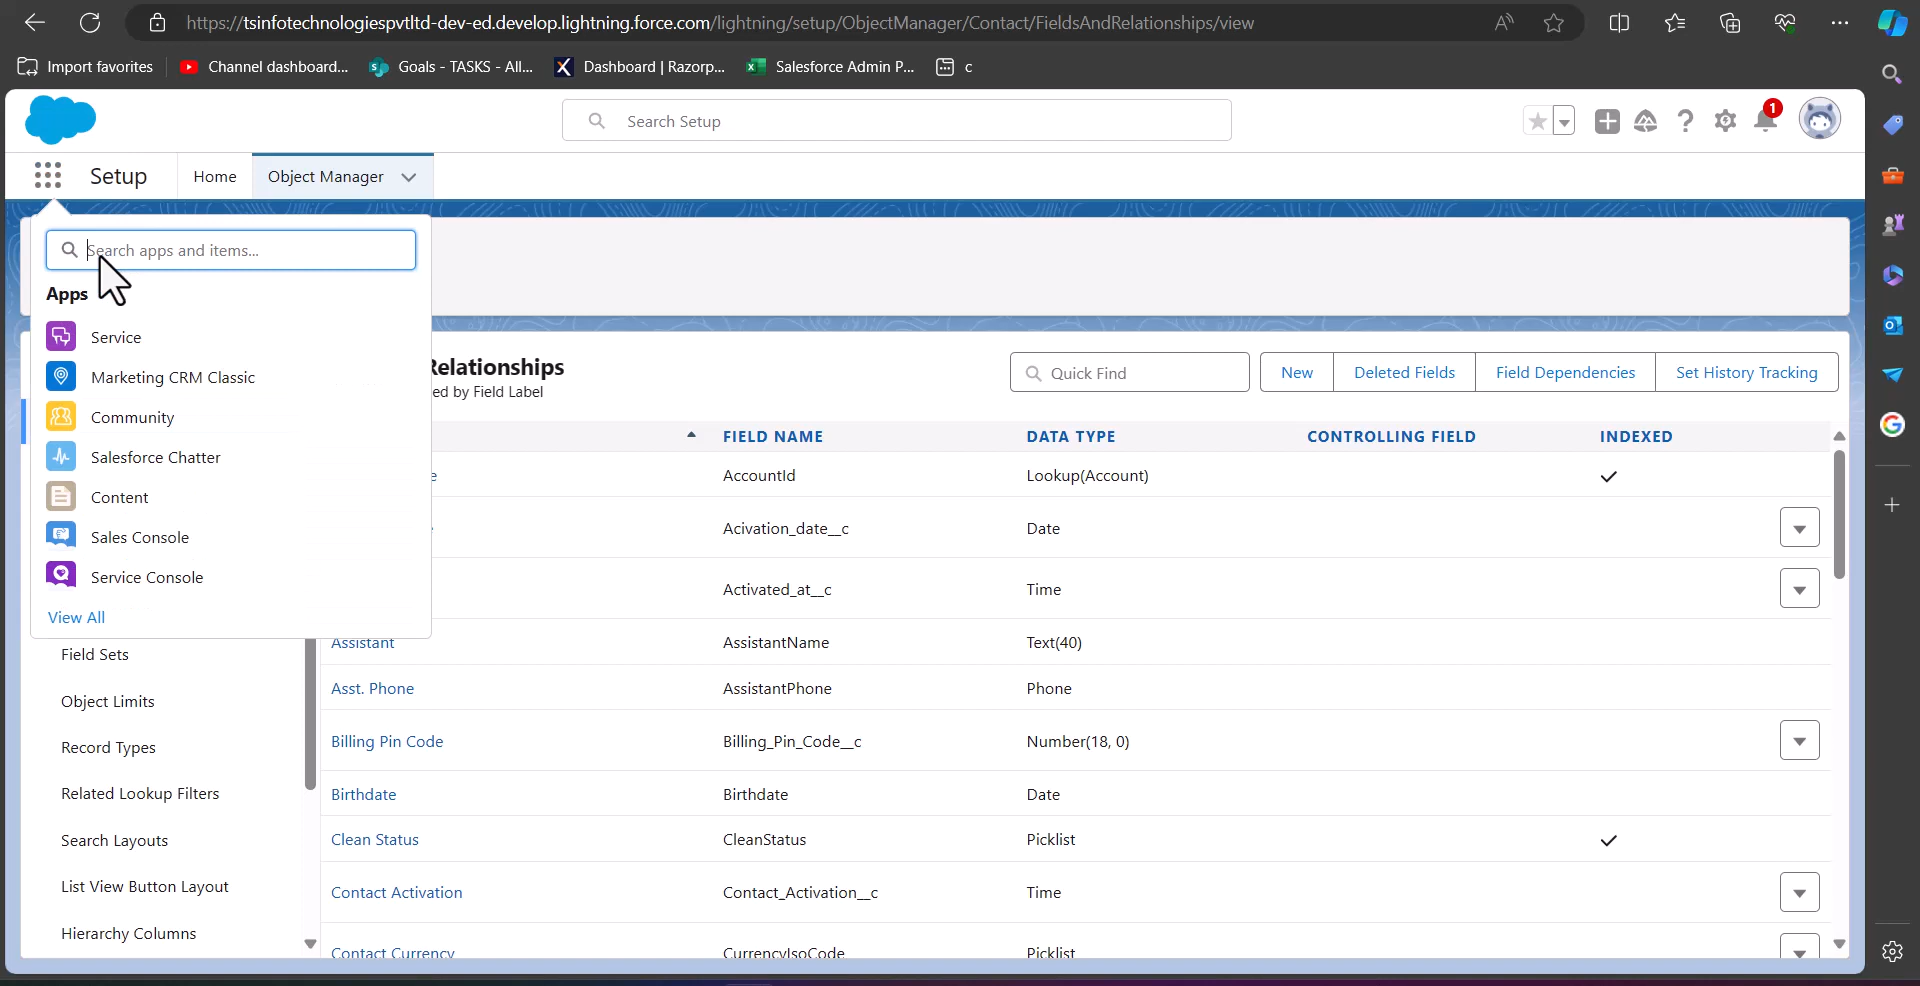 https://tsinfotechnologiespvtltd-dev-ed.develop.lightning.force.com/lightning/setup/ObjectManager/Contact/FieldsAndRelationships/view
Import favorites
Channel dashboard...
Goals - TASKS - All...
Dashboard | Razorp...
Salesforce Admin P...
c
Search Setup
1
Setup
Home
Object Manager
Search apps and items...
Apps
Service
Marketing CRM Classic
Community
Salesforce Chatter
Content
Sales Console
Service Console
View All
Field Sets
Object Limits
Record Types
Related Lookup Filters
Search Layouts
List View Button Layout
Hierarchy Columns
Relationships
ed by Field Label
Quick Find
New
Deleted Fields
Field Dependencies
Set History Tracking
FIELD NAME DATA TYPE CONTROLLING FIELD INDEXED
e AccountId Lookup(Account)
Acivation_date__c Date
Activated_at__c Time
Assistant AssistantName Text(40)
Asst. Phone AssistantPhone Phone
Billing Pin Code Billing_Pin_Code__c Number(18, 0)
Birthdate Birthdate Date
Clean Status CleanStatus Picklist
Contact Activation Contact_Activation__c Time
Contact Currency CurrencyIsoCode Picklist